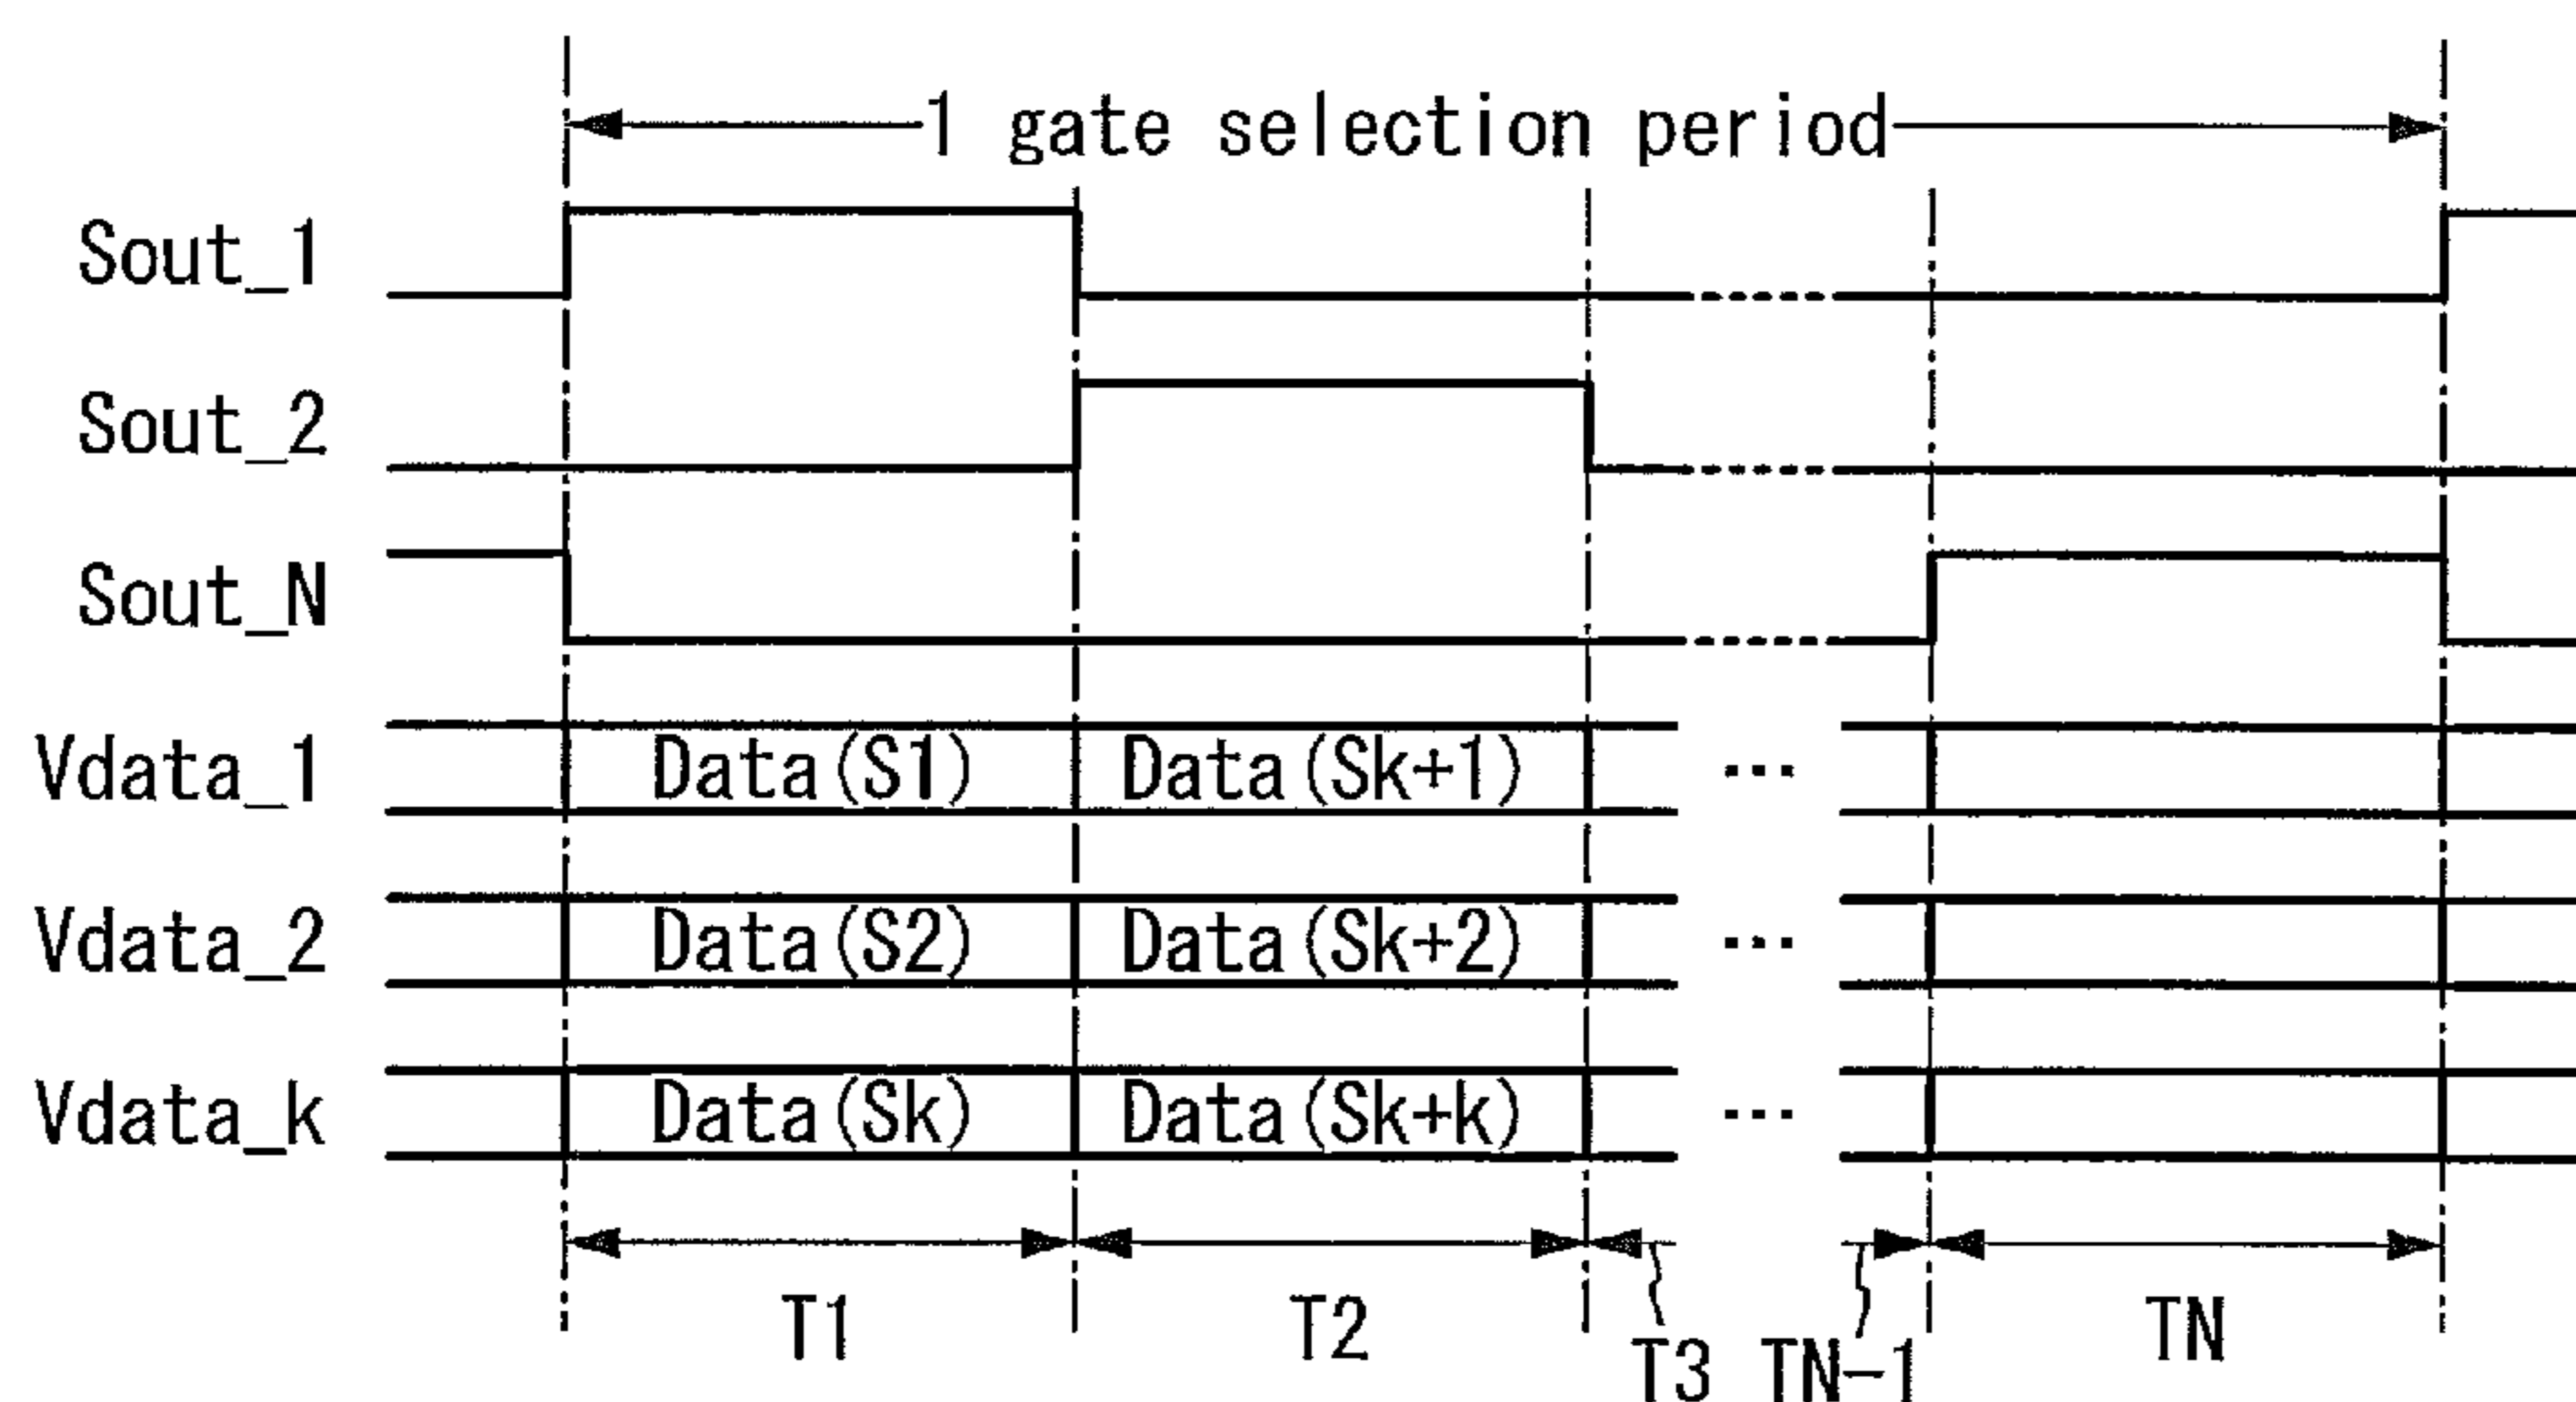 1 gate selection period
Sout_1
Sout_2
Sout_N
Vdata_1 Data(S1) Data(Sk+1) ...
Vdata_2 Data(S2) Data(Sk+2) ...
Vdata_k Data(Sk) Data(Sk+k) ...
T1 T2 T3 TN-1 TN